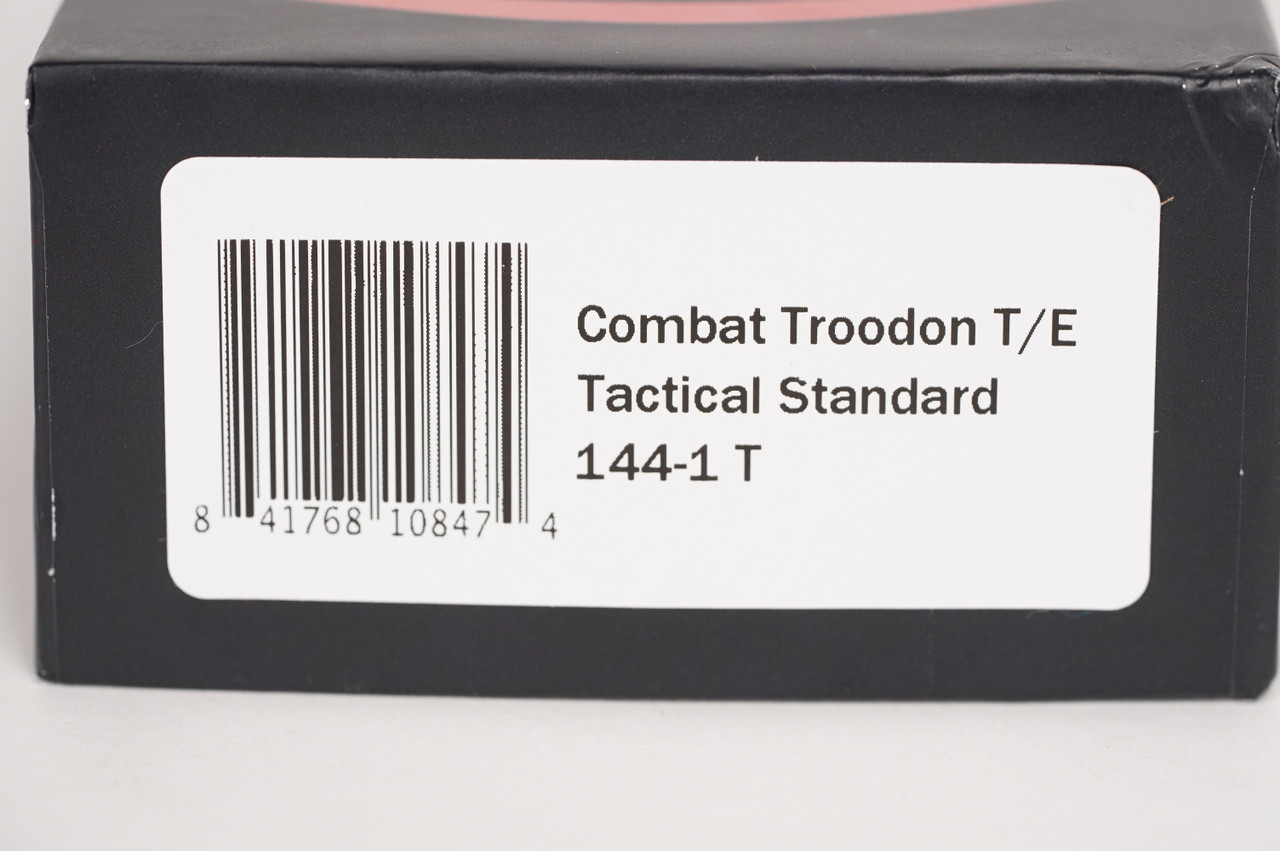 Combat Troodon T/E
Tactical Standard
144-1 T
8 41768 10847 4